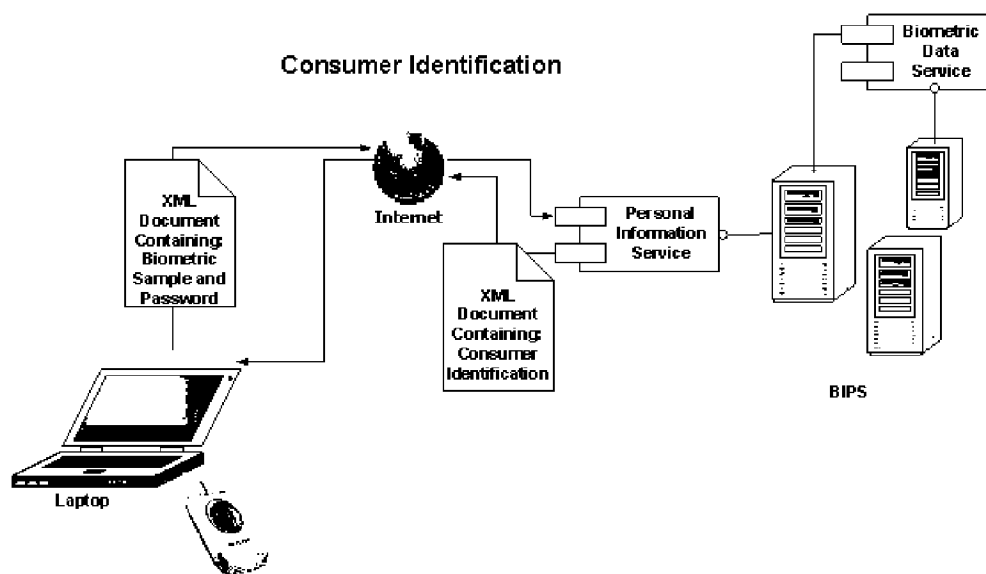 Consumer Identification
Biometric
Data
Service
XML
Document
Containing:
Biometric
Sample and
Password
Internet
Personal
Information
Service
XML
Document
Containing:
Consumer
Identification
BIPS
Laptop